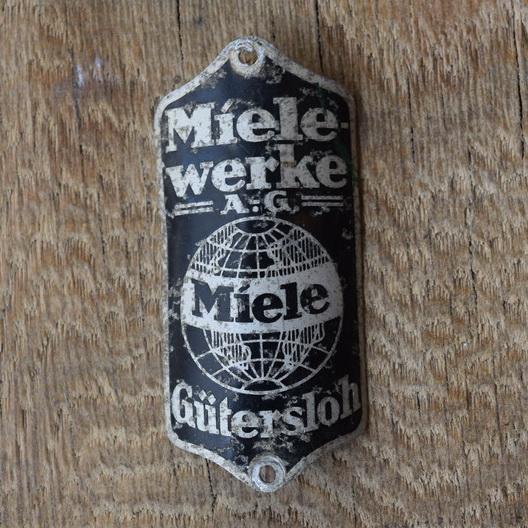 Miele-
werke
A.G.
Miele
Gütersloh